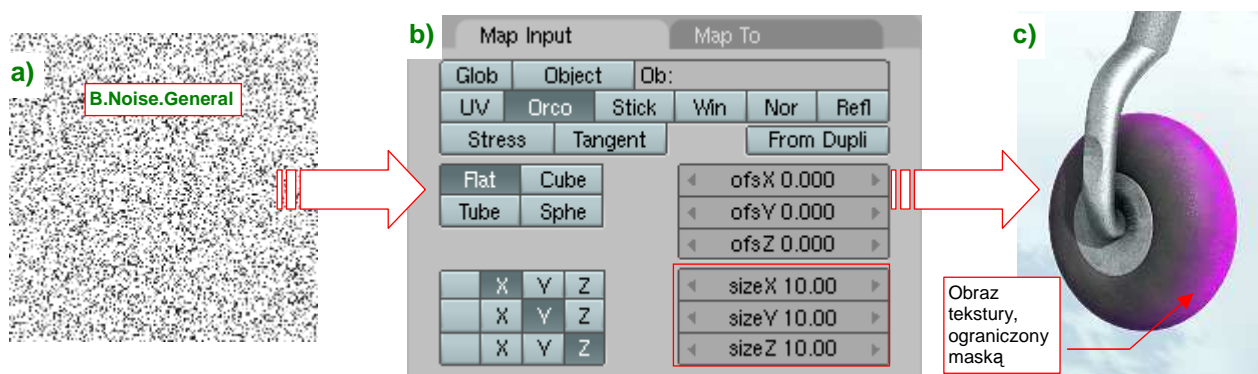 a)
B.Noise.General
b)
Map Input
Map To
Glob
Object
Ob:
UV
Orco
Stick
Win
Nor
Refl
Stress
Tangent
From Dupli
Flat
Cube
Tube
Sphe
ofsX 0.000
ofsY 0.000
ofsZ 0.000
X Y Z
X Y Z
X Y Z
sizeX 10.00
sizeY 10.00
sizeZ 10.00
c)
Obraz
tekstury,
ograniczony
maską